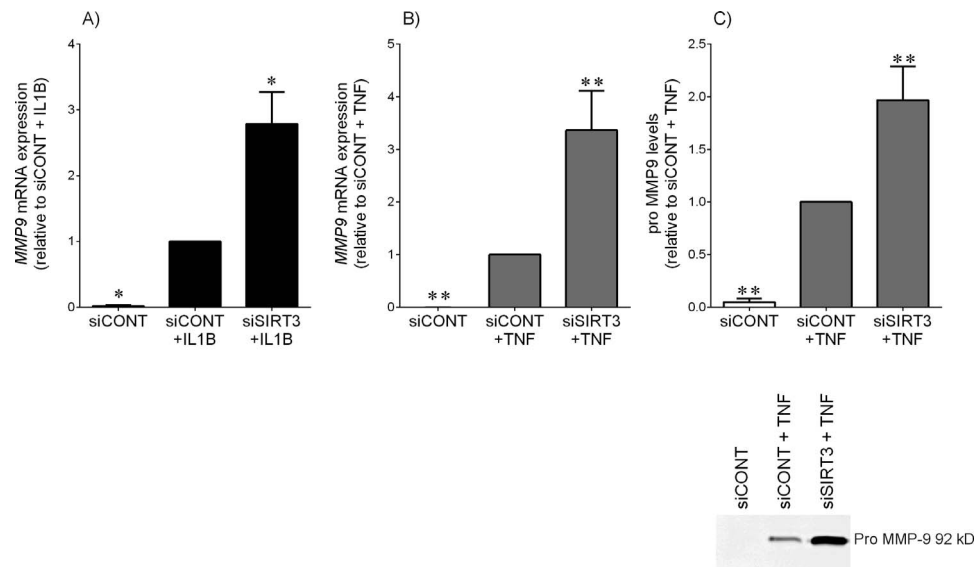 A)
MMP9 mRNA expression
(relative to siCONT + IL1B)
4
3
2
1
0
*
*
siCONT
siCONT
+IL1B
siSIRT3
+IL1B
B)
MMP9 mRNA expression
(relative to siCONT + TNF)
5
4
3
2
1
0
**
**
siCONT
siCONT
+TNF
siSIRT3
+TNF
C)
pro MMP9 levels
(relative to siCONT + TNF)
2.5
2.0
1.5
1.0
0.5
0.0
**
**
siCONT
siCONT
+TNF
siSIRT3
+TNF
siCONT
siCONT + TNF
siSIRT3 + TNF
Pro MMP-9 92 kD